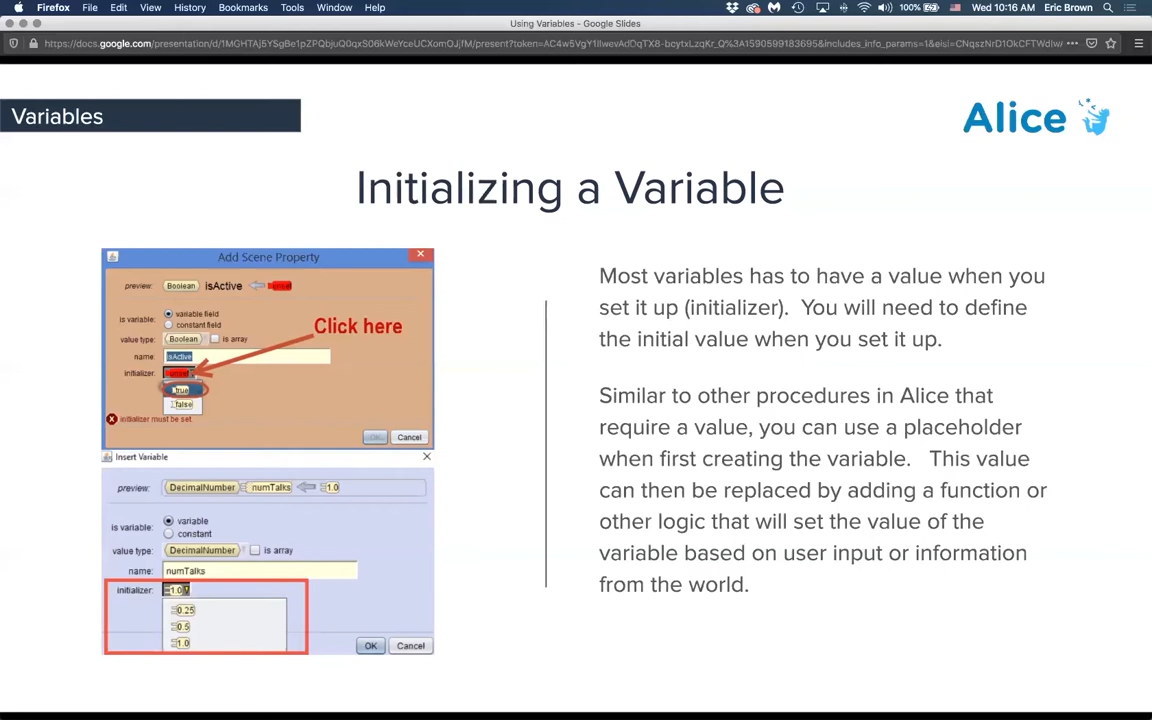 Firefox File Edit View History Bookmarks Tools Window Help 100% Wed 10:16 AM Eric Brown
Using Variables - Google Slides
Variables
Alice
Initializing a Variable
Add Scene Property
preview: Boolean isActive unset
is variable: variable field
constant field
Click here
value type: Boolean is array
name: isActive
initializer: unset
true
false
initializer must be set
OK Cancel
Insert Variable
preview: DecimalNumber numTalks 1.0
is variable: variable
constant
value type: DecimalNumber is array
name: numTalks
initializer: 1.0
0.25
0.5
1.0
OK Cancel
Most variables has to have a value when you
set it up (initializer). You will need to define
the initial value when you set it up.
Similar to other procedures in Alice that
require a value, you can use a placeholder
when first creating the variable. This value
can then be replaced by adding a function or
other logic that will set the value of the
variable based on user input or information
from the world.